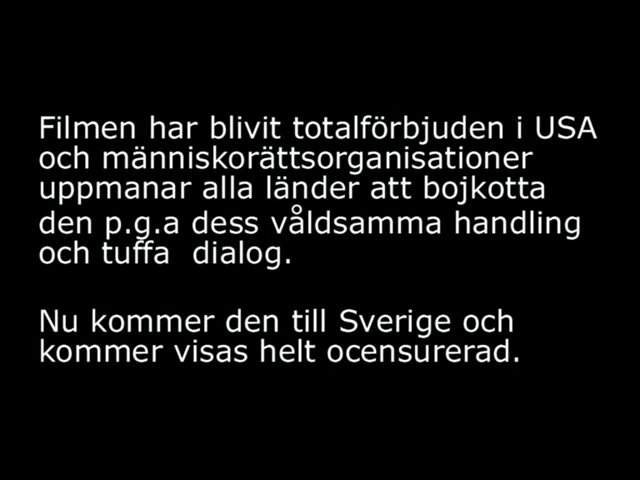 Filmen har blivit totalförbjuden i USA
och människorättsorganisationer
uppmanar alla länder att bojkotta
den p.g.a dess våldsamma handling
och tuffa  dialog.
Nu kommer den till Sverige och
kommer visas helt ocensurerad.